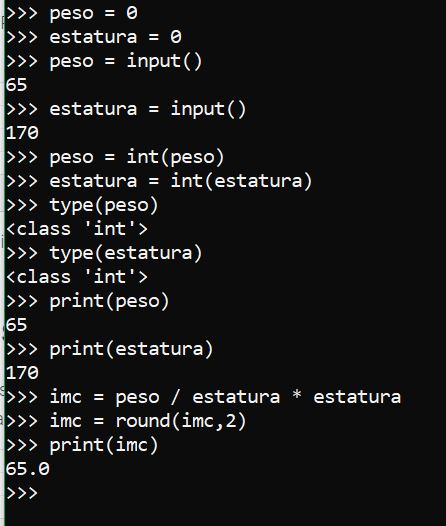 >>> peso = 0
>>> estatura = 0
>>> peso = input()
65
>>> estatura = input()
170
>>> peso = int(peso)
>>> estatura = int(estatura)
>>> type(peso)
<class 'int'>
>>> type(estatura)
<class 'int'>
>>> print(peso)
65
>>> print(estatura)
170
>>> imc = peso / estatura * estatura
>>> imc = round(imc,2)
>>> print(imc)
65.0
>>>